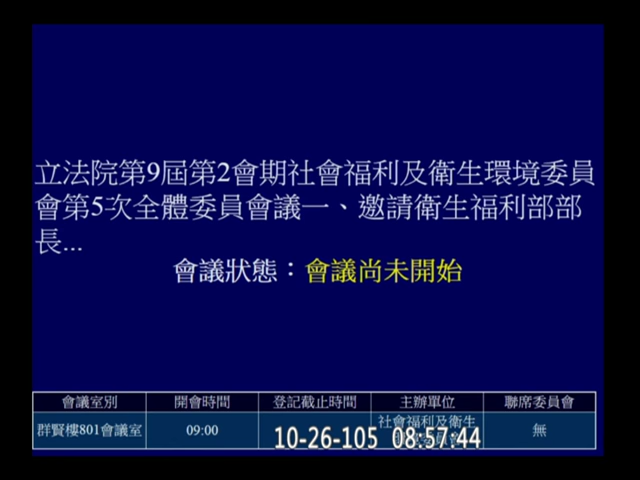 立法院第9屆第2會期社會福利及衛生環境委員
會第5次全體委員會議一、邀請衛生福利部部
長...
會議狀態：會議尚未開始
會議室別 開會時間 登記截止時間 主辦單位 聯席委員會
群賢樓801會議室 09:00 社會福利及衛生 無
10-26-105 08:57:44